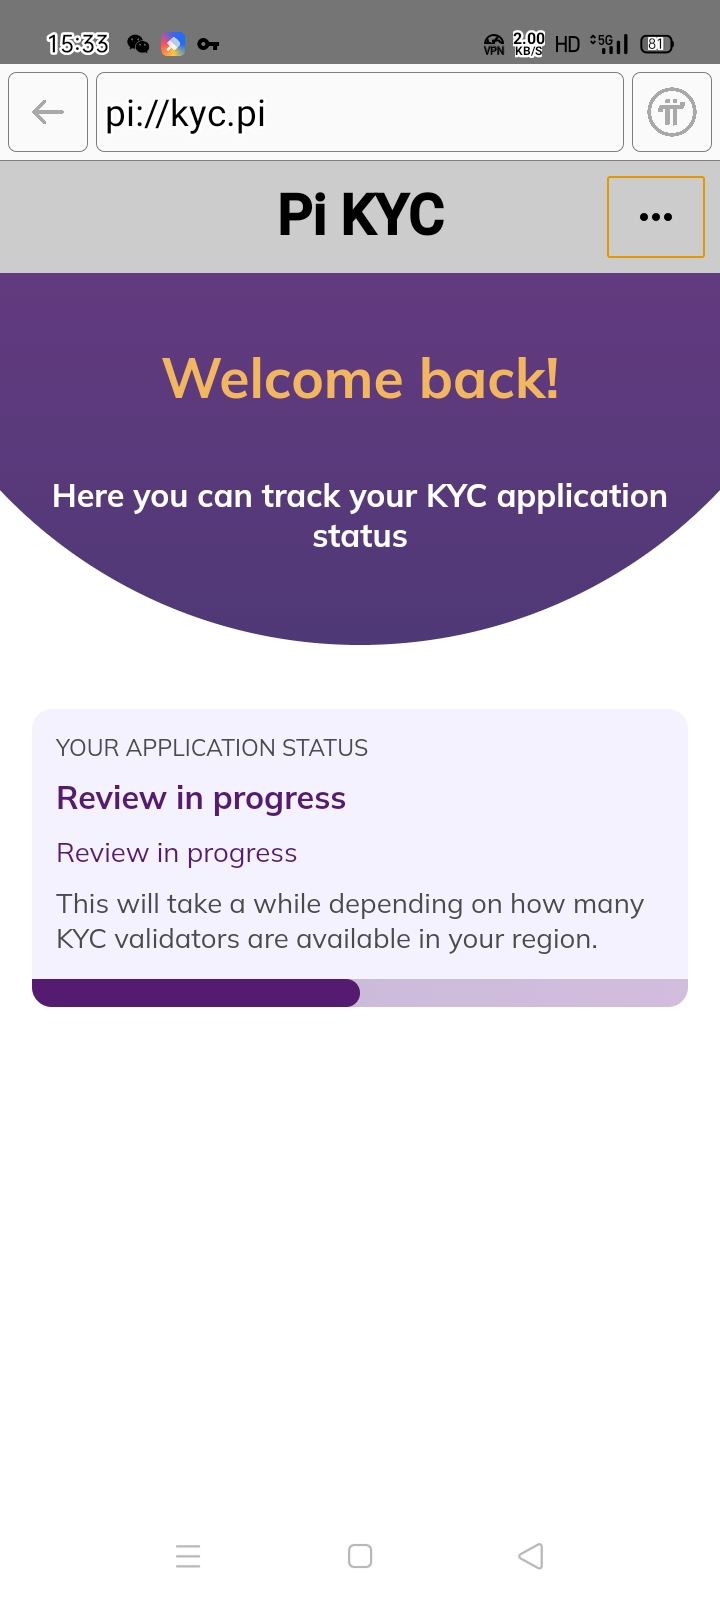 15:33
VPN 2.00 KB/S HD 5G 81
pi://kyc.pi
Pi KYC
Welcome back!
Here you can track your KYC application
status
YOUR APPLICATION STATUS
Review in progress
Review in progress
This will take a while depending on how many
KYC validators are available in your region.